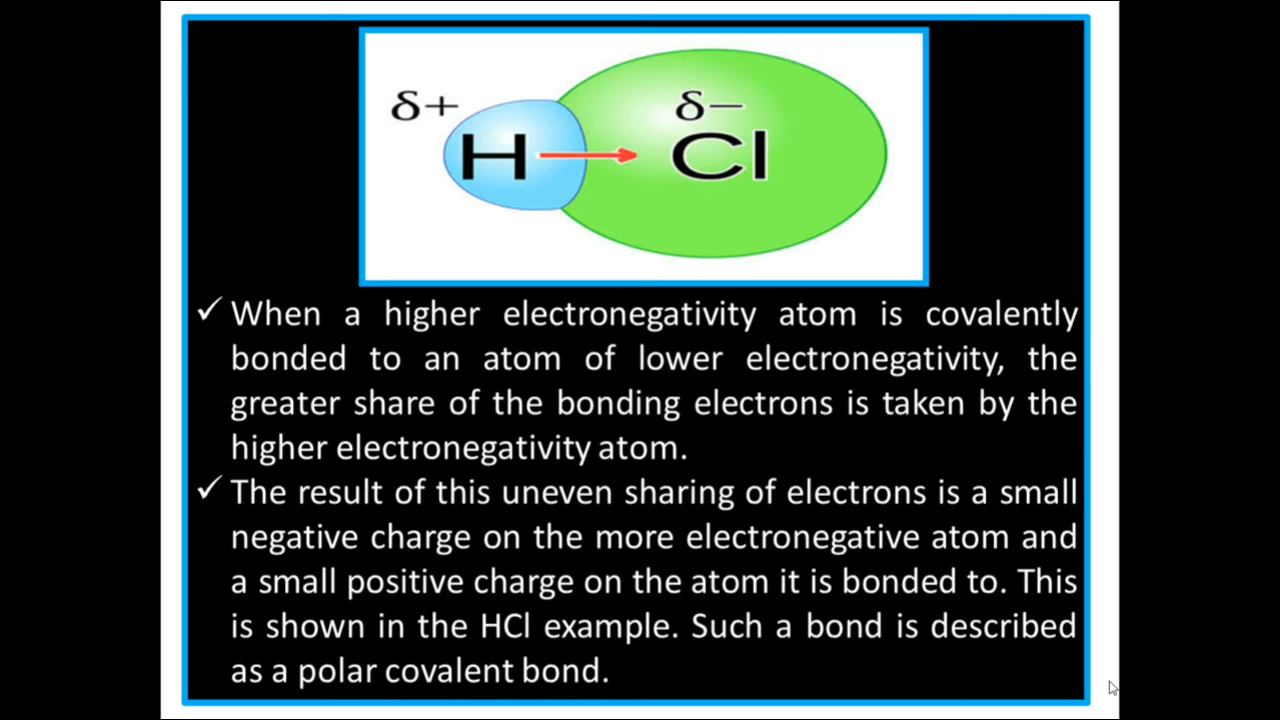 δ+
δ−
H
Cl
✓ When a higher electronegativity atom is covalently
bonded to an atom of lower electronegativity, the
greater share of the bonding electrons is taken by the
higher electronegativity atom.
✓ The result of this uneven sharing of electrons is a small
negative charge on the more electronegative atom and
a small positive charge on the atom it is bonded to. This
is shown in the HCl example. Such a bond is described
as a polar covalent bond.